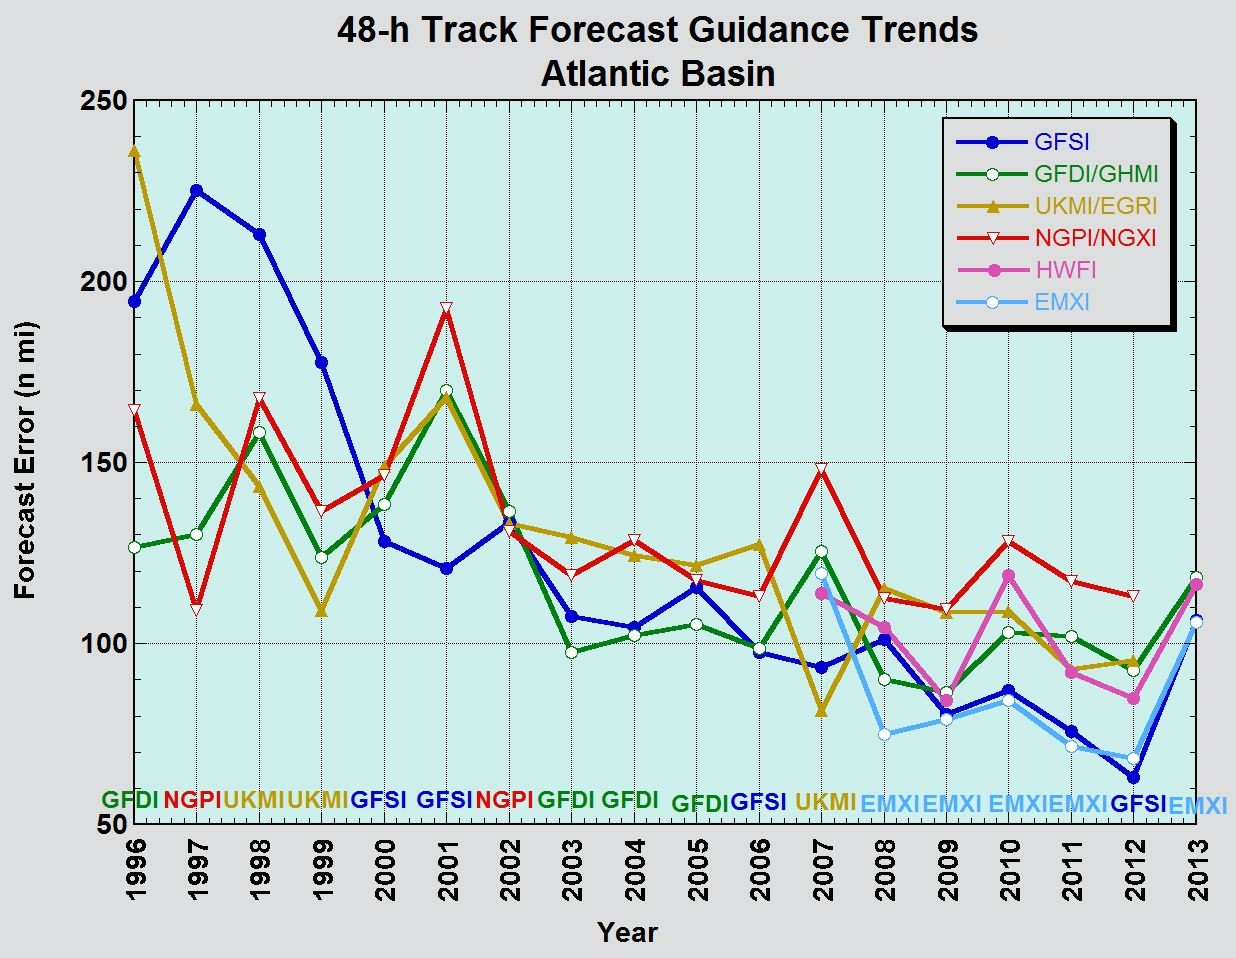 48-h Track Forecast Guidance Trends
Atlantic Basin
250
200
150
100
50
Forecast Error (n mi)
GFSI
GFDI/GHMI
UKMI/EGRI
NGPI/NGXI
HWFI
EMXI
GFDI NGPI UKMI UKMI GFSI GFSI NGPI GFDI GFDI GFDI GFSI UKMI EMXI EMXI EMXI EMXI GFSI EMXI
1996 1997 1998 1999 2000 2001 2002 2003 2004 2005 2006 2007 2008 2009 2010 2011 2012 2013
Year